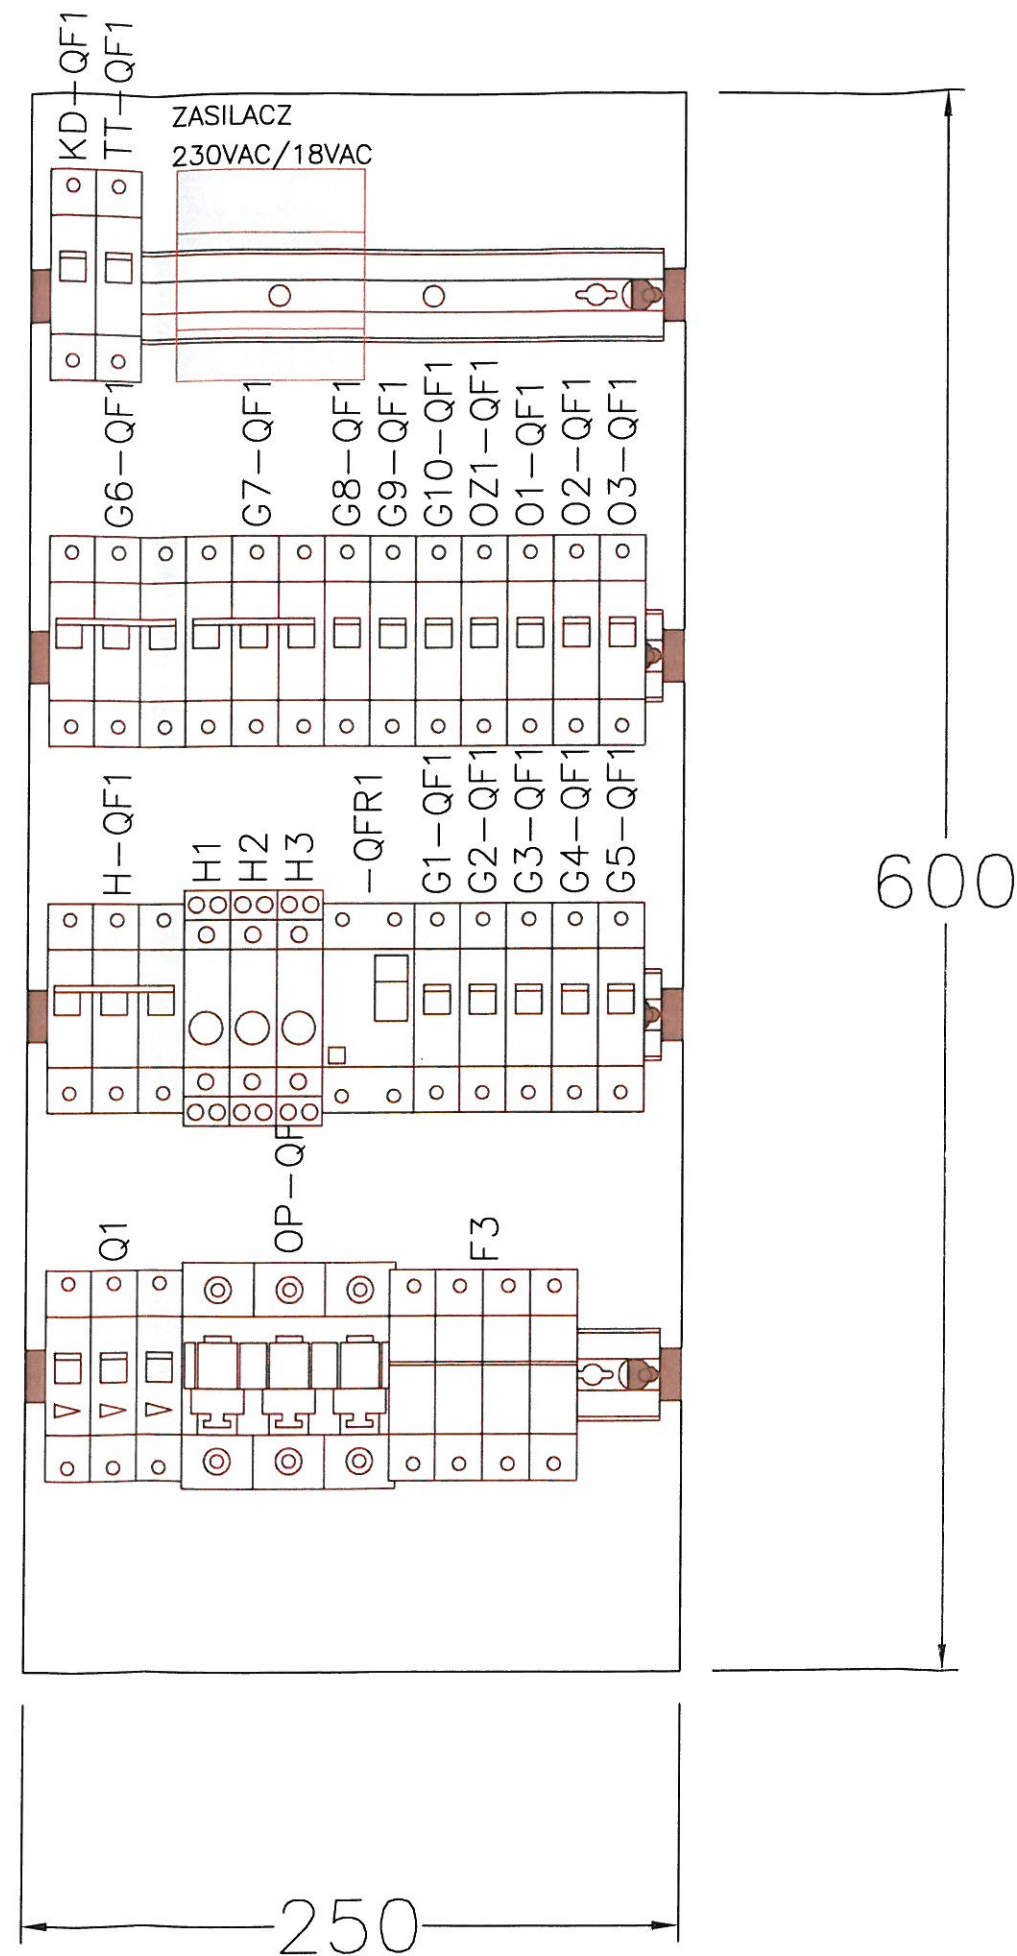 KD-QF1
TT-QF1
ZASILACZ
230VAC/18VAC
G6-QF1
G7-QF1
G8-QF1
G9-QF1
G10-QF1
OZ1-QF1
O1-QF1
O2-QF1
O3-QF1
H-QF1
H1
H2
H3
-QFR1
G1-QF1
G2-QF1
G3-QF1
G4-QF1
G5-QF1
600
Q1
OP-QF
F3
250